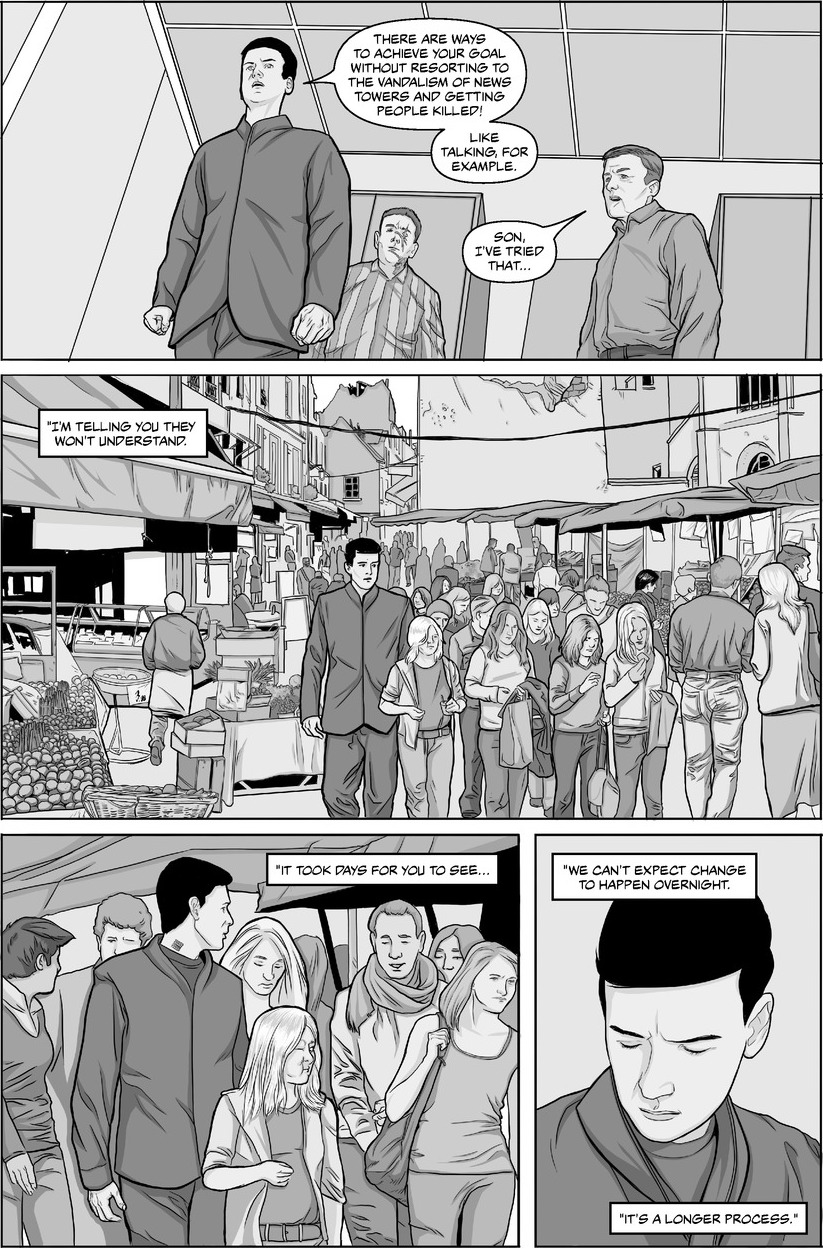 THERE ARE WAYS
TO ACHIEVE YOUR GOAL
WITHOUT RESORTING TO
THE VANDALISM OF NEWS
TOWERS AND GETTING
PEOPLE KILLED!
LIKE
TALKING, FOR
EXAMPLE.
SON,
I'VE TRIED
THAT...
"I'M TELLING YOU THEY
WON'T UNDERSTAND.
"IT TOOK DAYS FOR YOU TO SEE...
"WE CAN'T EXPECT CHANGE
TO HAPPEN OVERNIGHT.
"IT'S A LONGER PROCESS."